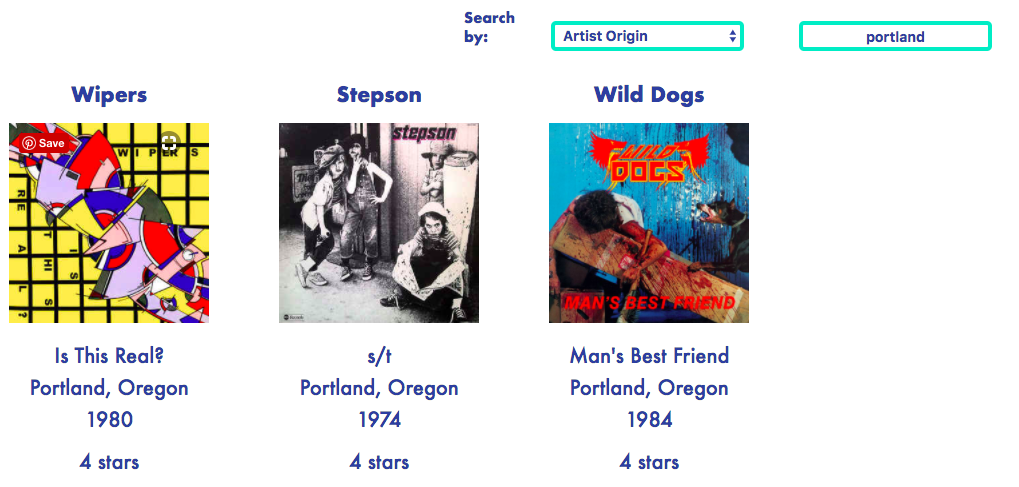 Search
by:
Artist Origin
portland
Wipers
Stepson
Wild Dogs
Save
WIPERS
RE
AL
?
IS
THIS
stepson
WILD
DOGS
MAN'S BEST FRIEND
Is This Real?
s/t
Man's Best Friend
Portland, Oregon
Portland, Oregon
Portland, Oregon
1980
1974
1984
4 stars
4 stars
4 stars